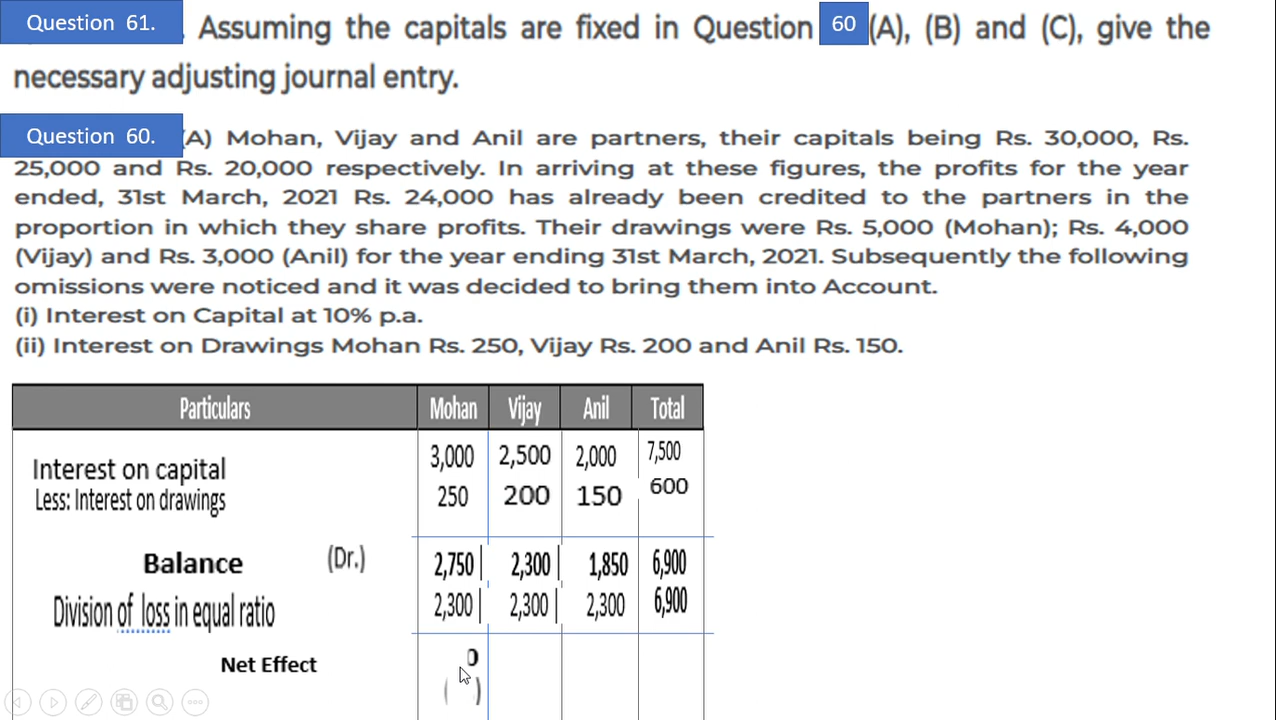 Question 61. Assuming the capitals are fixed in Question 60 (A), (B) and (C), give the
necessary adjusting journal entry.
Question 60. (A) Mohan, Vijay and Anil are partners, their capitals being Rs. 30,000, Rs.
25,000 and Rs. 20,000 respectively. In arriving at these figures, the profits for the year
ended, 31st March, 2021 Rs. 24,000 has already been credited to the partners in the
proportion in which they share profits. Their drawings were Rs. 5,000 (Mohan); Rs. 4,000
(Vijay) and Rs. 3,000 (Anil) for the year ending 31st March, 2021. Subsequently the following
omissions were noticed and it was decided to bring them into Account.
(i) Interest on Capital at 10% p.a.
(ii) Interest on Drawings Mohan Rs. 250, Vijay Rs. 200 and Anil Rs. 150.
Particulars Mohan Vijay Anil Total
Interest on capital 3,000 2,500 2,000 7,500
Less: Interest on drawings 250 200 150 600
Balance (Dr.) 2,750 2,300 1,850 6,900
Division of loss in equal ratio 2,300 2,300 2,300 6,900
Net Effect